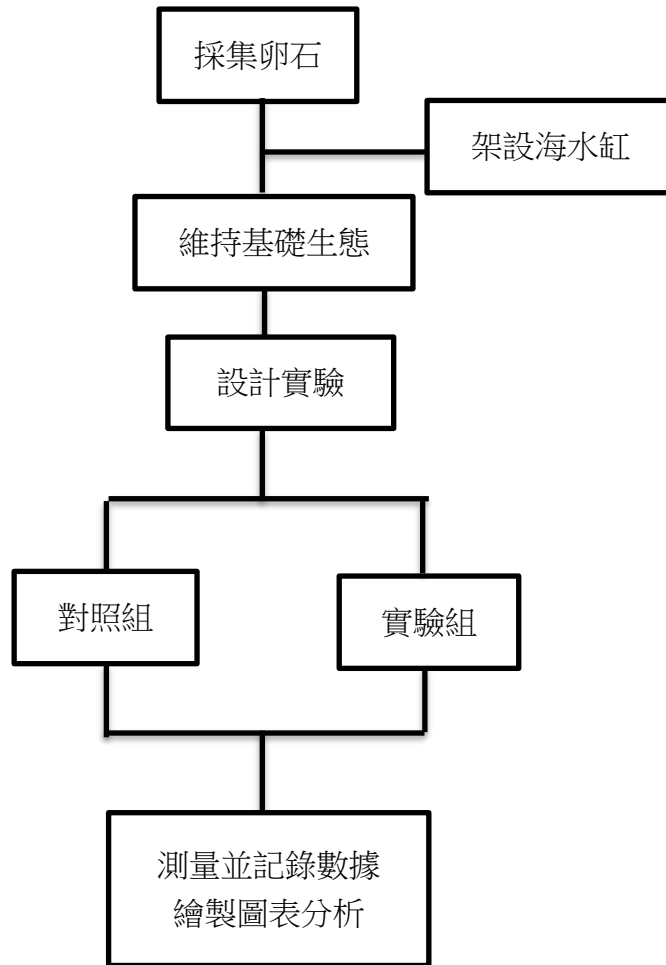 採集卵石
架設海水缸
維持基礎生態
設計實驗
對照組
實驗組
測量並記錄數據
繪製圖表分析